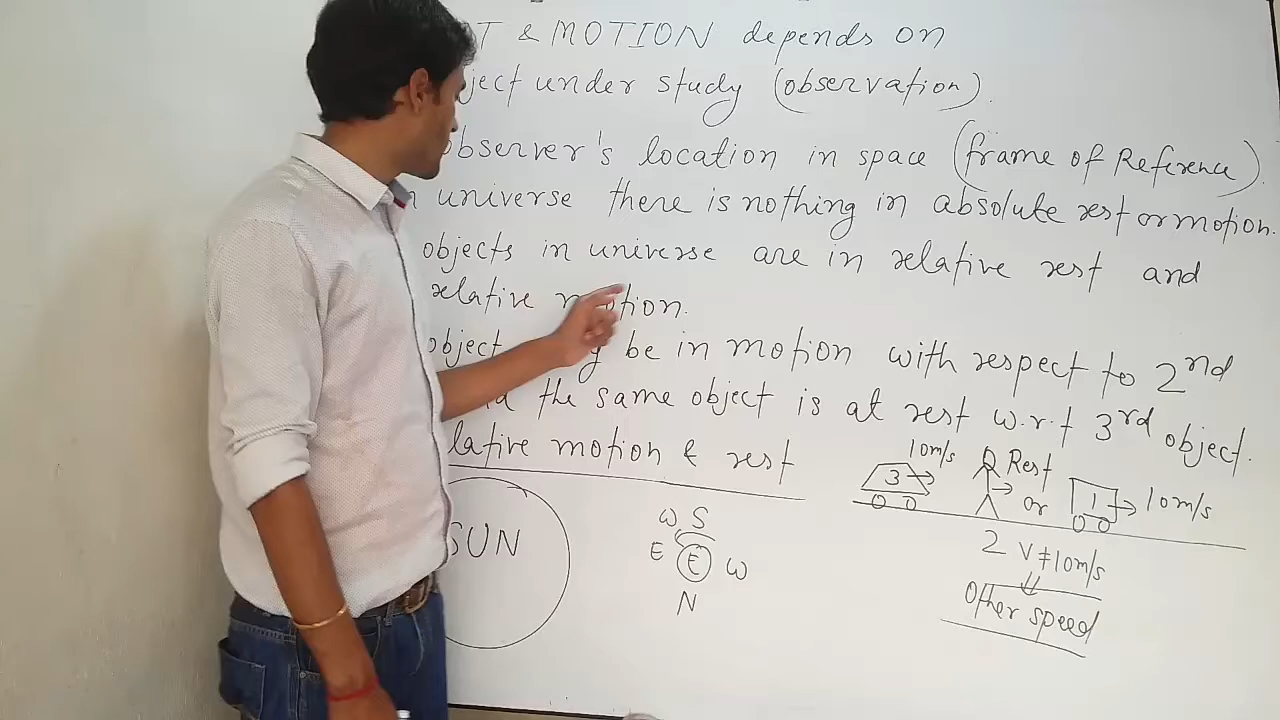 T & MOTION depends on
ject under study (observation).
observer's location in space (frame of Reference).
n universe there is nothing in absolute rest or motion.
objects in universe are in relative rest and
relative motion.
object be in motion with respect to 2nd
the same object is at rest w.r.t 3rd object.
lative motion & rest
10m/s
3
Rest
or
1
10m/s
2 V≠10m/s
Other speed
SUN
W S
E E W
N